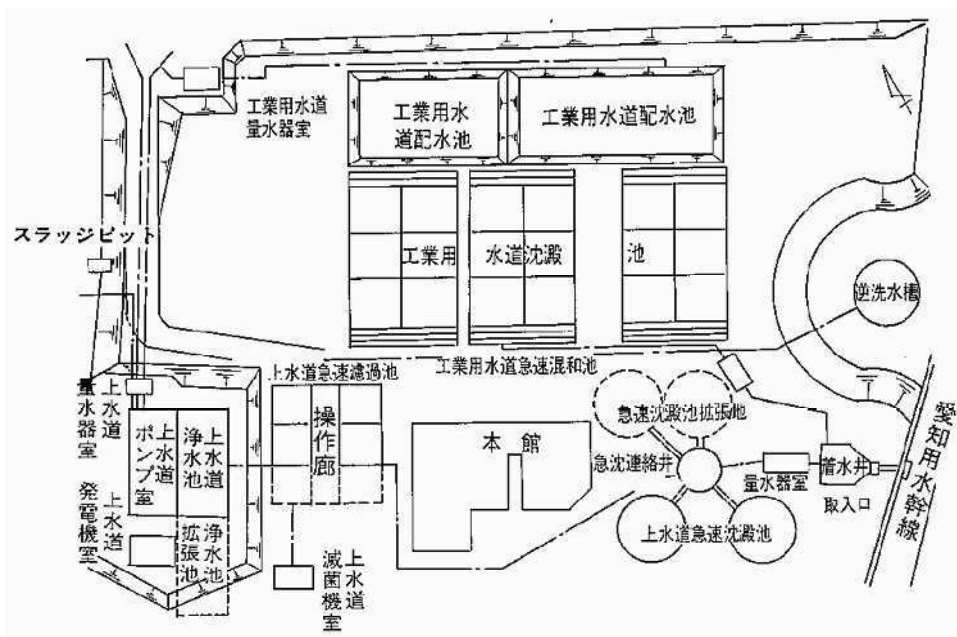 工業用水道
量水器室
工業用水
道配水池
工業用水道配水池
スラッジピット
工業用
水道沈澱
池
逆洗水槽
上水道急速濾過池
工業用水道急速混和池
上水道
量水器室
上水道
ポンプ室
上水道
浄水池
操作廊
本館
急速沈澱池拡張地
急沈連絡井
量水器室
着水井
取入口
愛知用水幹線
上水道
発電機室
浄水池
拡張池
上水道急速沈澱池
上水道
滅菌機室